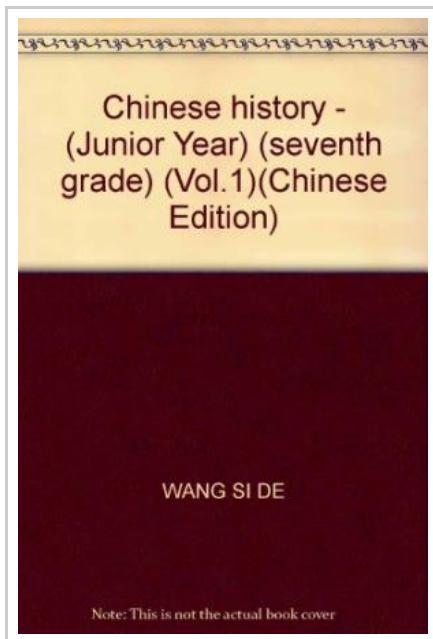 Chinese history -
(Junior Year) (seventh
grade) (Vol.1)(Chinese
Edition)
WANG SI DE
Note: This is not the actual book cover